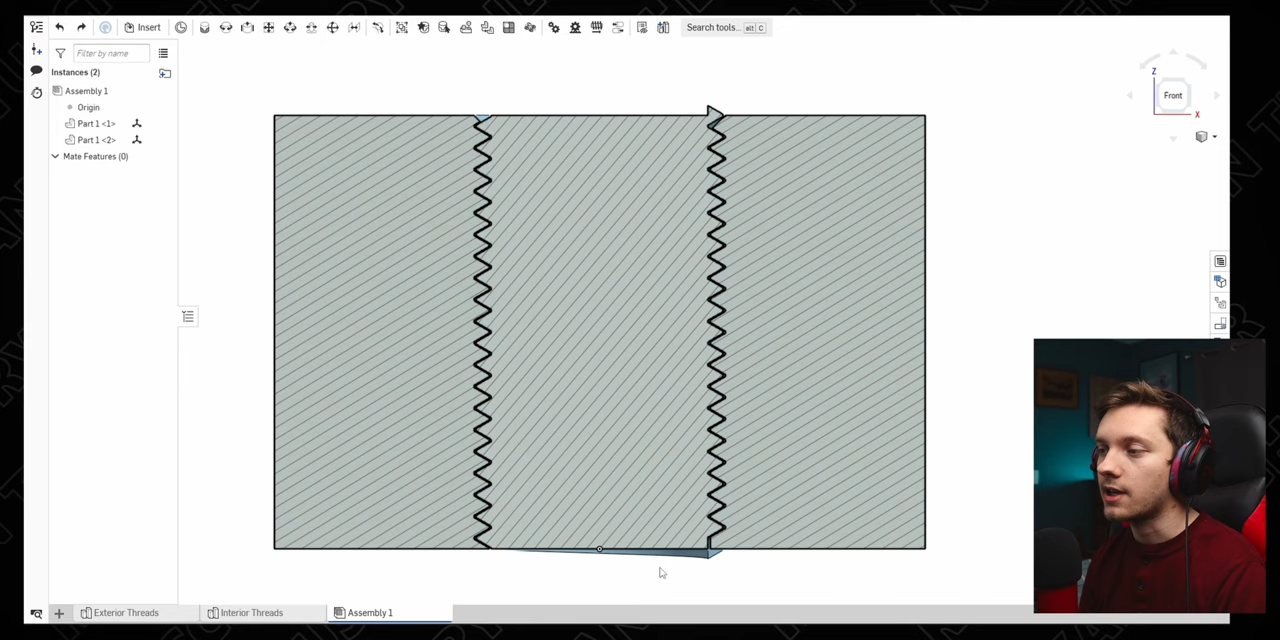 Insert
Search tools... alt C
Filter by name
Instances (2)
Assembly 1
Origin
Part 1 <1>
Part 1 <2>
Mate Features (0)
Z
Front
X
Exterior Threads
Interior Threads
Assembly 1